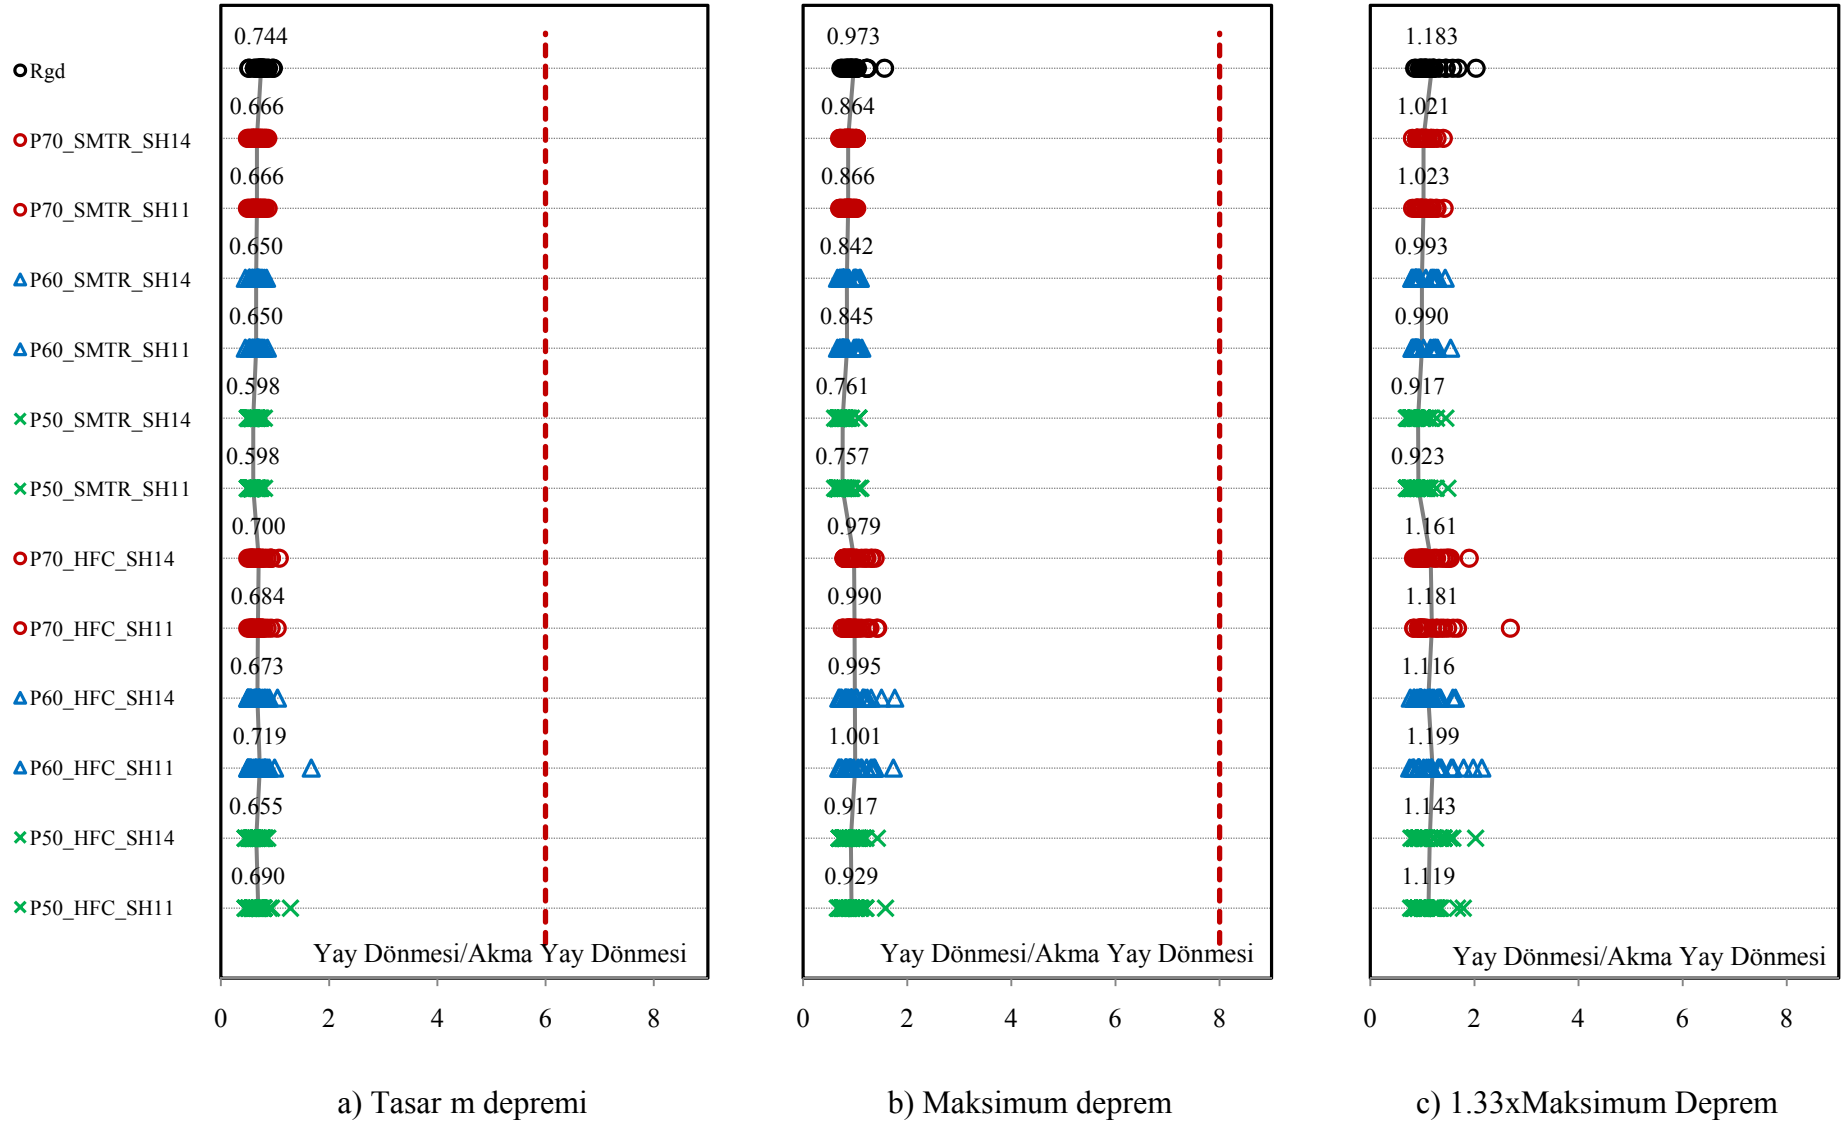 0.744 0.973 1.183
Rgd
0.666 0.864 1.021
P70_SMTR_SH14
0.666 0.866 1.023
P70_SMTR_SH11
0.650 0.842 0.993
P60_SMTR_SH14
0.650 0.845 0.990
P60_SMTR_SH11
0.598 0.761 0.917
P50_SMTR_SH14
0.598 0.757 0.923
P50_SMTR_SH11
0.700 0.979 1.161
P70_HFC_SH14
0.684 0.990 1.181
P70_HFC_SH11
0.673 0.995 1.116
P60_HFC_SH14
0.719 1.001 1.199
P60_HFC_SH11
0.655 0.917 1.143
P50_HFC_SH14
0.690 0.929 1.119
P50_HFC_SH11
Yay Dönmesi/Akma Yay Dönmesi Yay Dönmesi/Akma Yay Dönmesi Yay Dönmesi/Akma Yay Dönmesi
0 2 4 6 8 0 2 4 6 8 0 2 4 6 8
a) Tasar m depremi b) Maksimum deprem c) 1.33xMaksimum Deprem